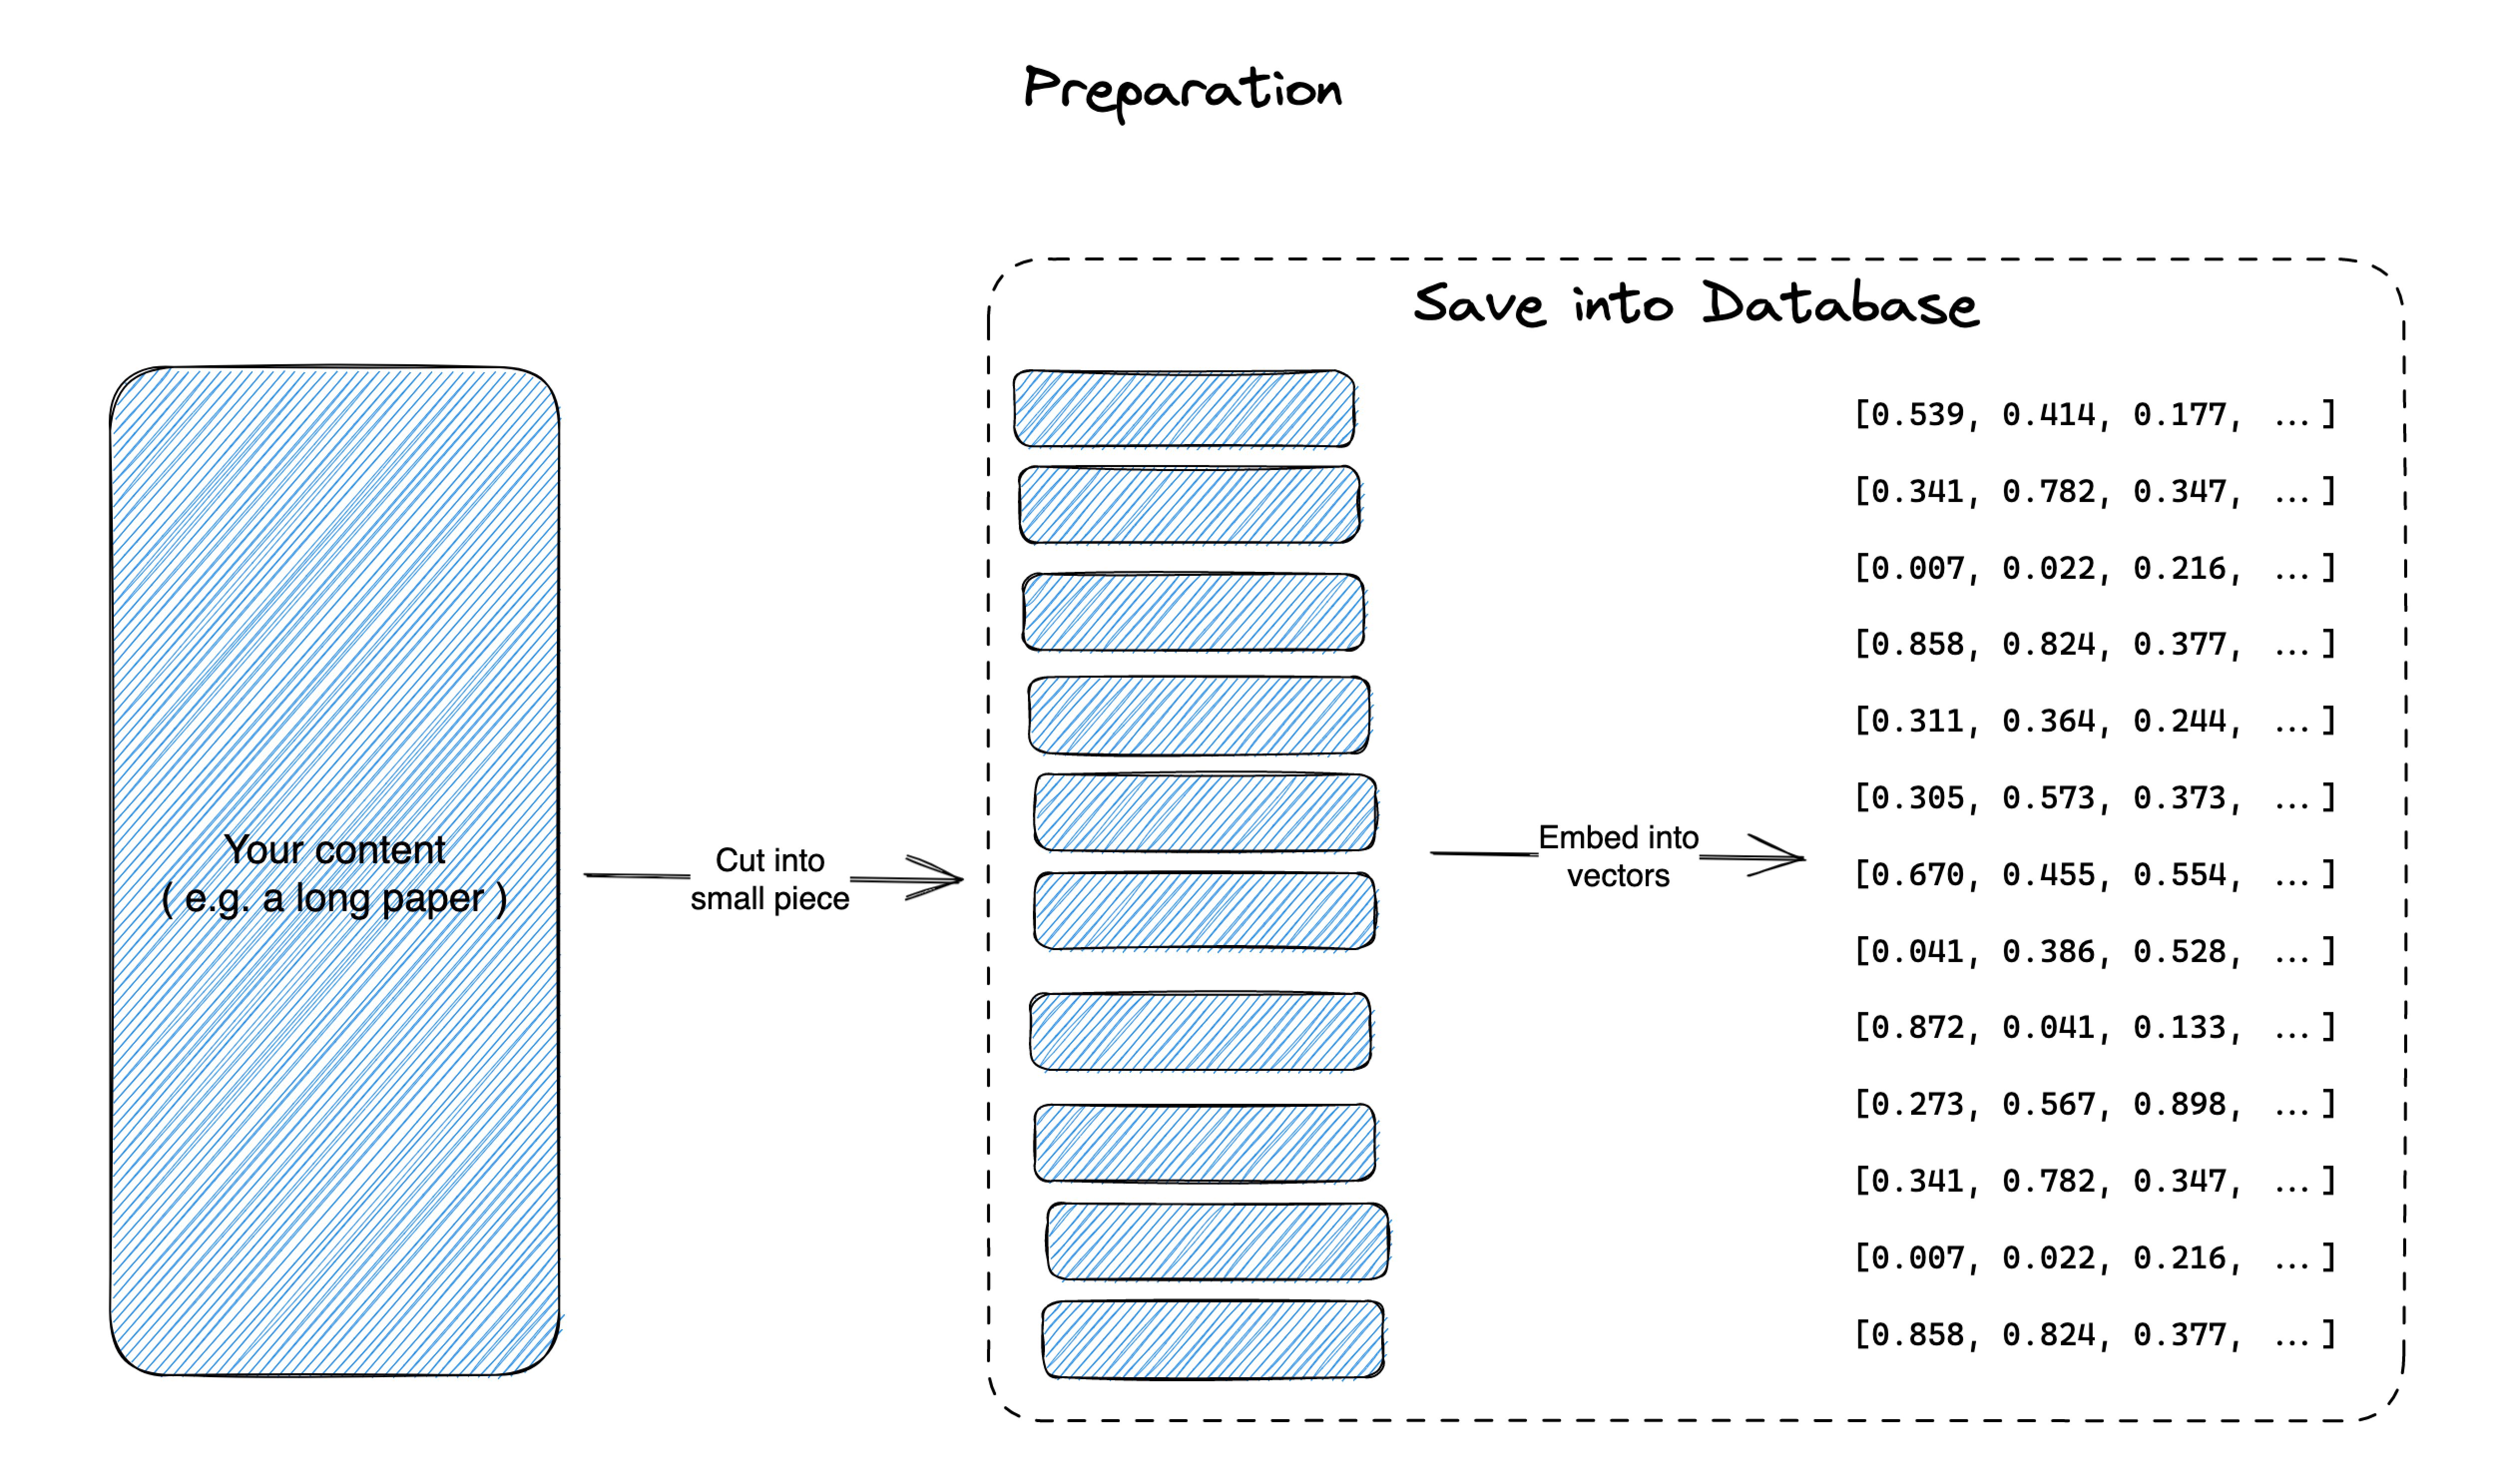 Preparation
Save into Database
Your content
( e.g. a long paper )
Cut into
small piece
Embed into
vectors
[0.539, 0.414, 0.177, ...]
[0.341, 0.782, 0.347, ...]
[0.007, 0.022, 0.216, ...]
[0.858, 0.824, 0.377, ...]
[0.311, 0.364, 0.244, ...]
[0.305, 0.573, 0.373, ...]
[0.670, 0.455, 0.554, ...]
[0.041, 0.386, 0.528, ...]
[0.872, 0.041, 0.133, ...]
[0.273, 0.567, 0.898, ...]
[0.341, 0.782, 0.347, ...]
[0.007, 0.022, 0.216, ...]
[0.858, 0.824, 0.377, ...]